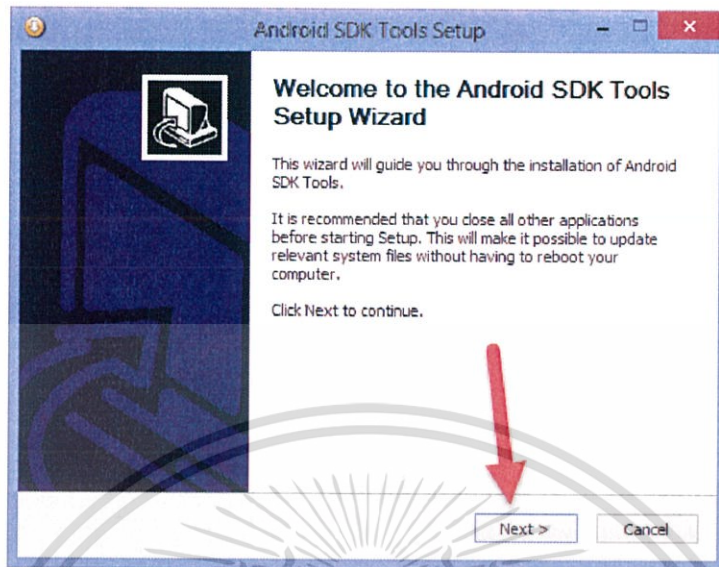 Android SDK Tools Setup
Welcome to the Android SDK Tools
Setup Wizard
This wizard will guide you through the installation of Android
SDK Tools.
It is recommended that you close all other applications
before starting Setup. This will make it possible to update
relevant system files without having to reboot your
computer.
Click Next to continue.
Next >
Cancel